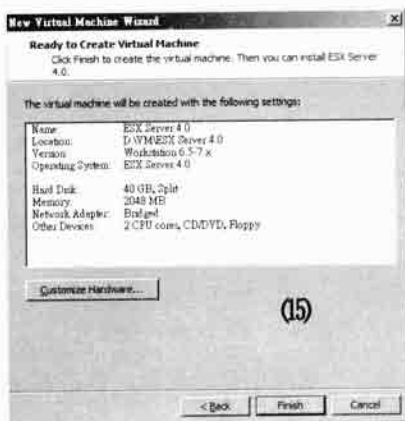 New Virtual Machine Wizard
Ready to Create Virtual Machine
Click Finish to create the virtual machine. Then you can install ESX Server
4.0.
The virtual machine will be created with the following settings:
Name: ESX Server 4.0
Location: D:\VM\ESX Server 4.0
Version: Workstation 6.5-7.x
Operating System: ESX Server 4.0
Hard Disk: 40 GB, Split
Memory: 2048 MB
Network Adapter: Bridged
Other Devices: 2 CPU cores, CD/DVD, Floppy
Customize Hardware...
(15)
< Back Finish Cancel